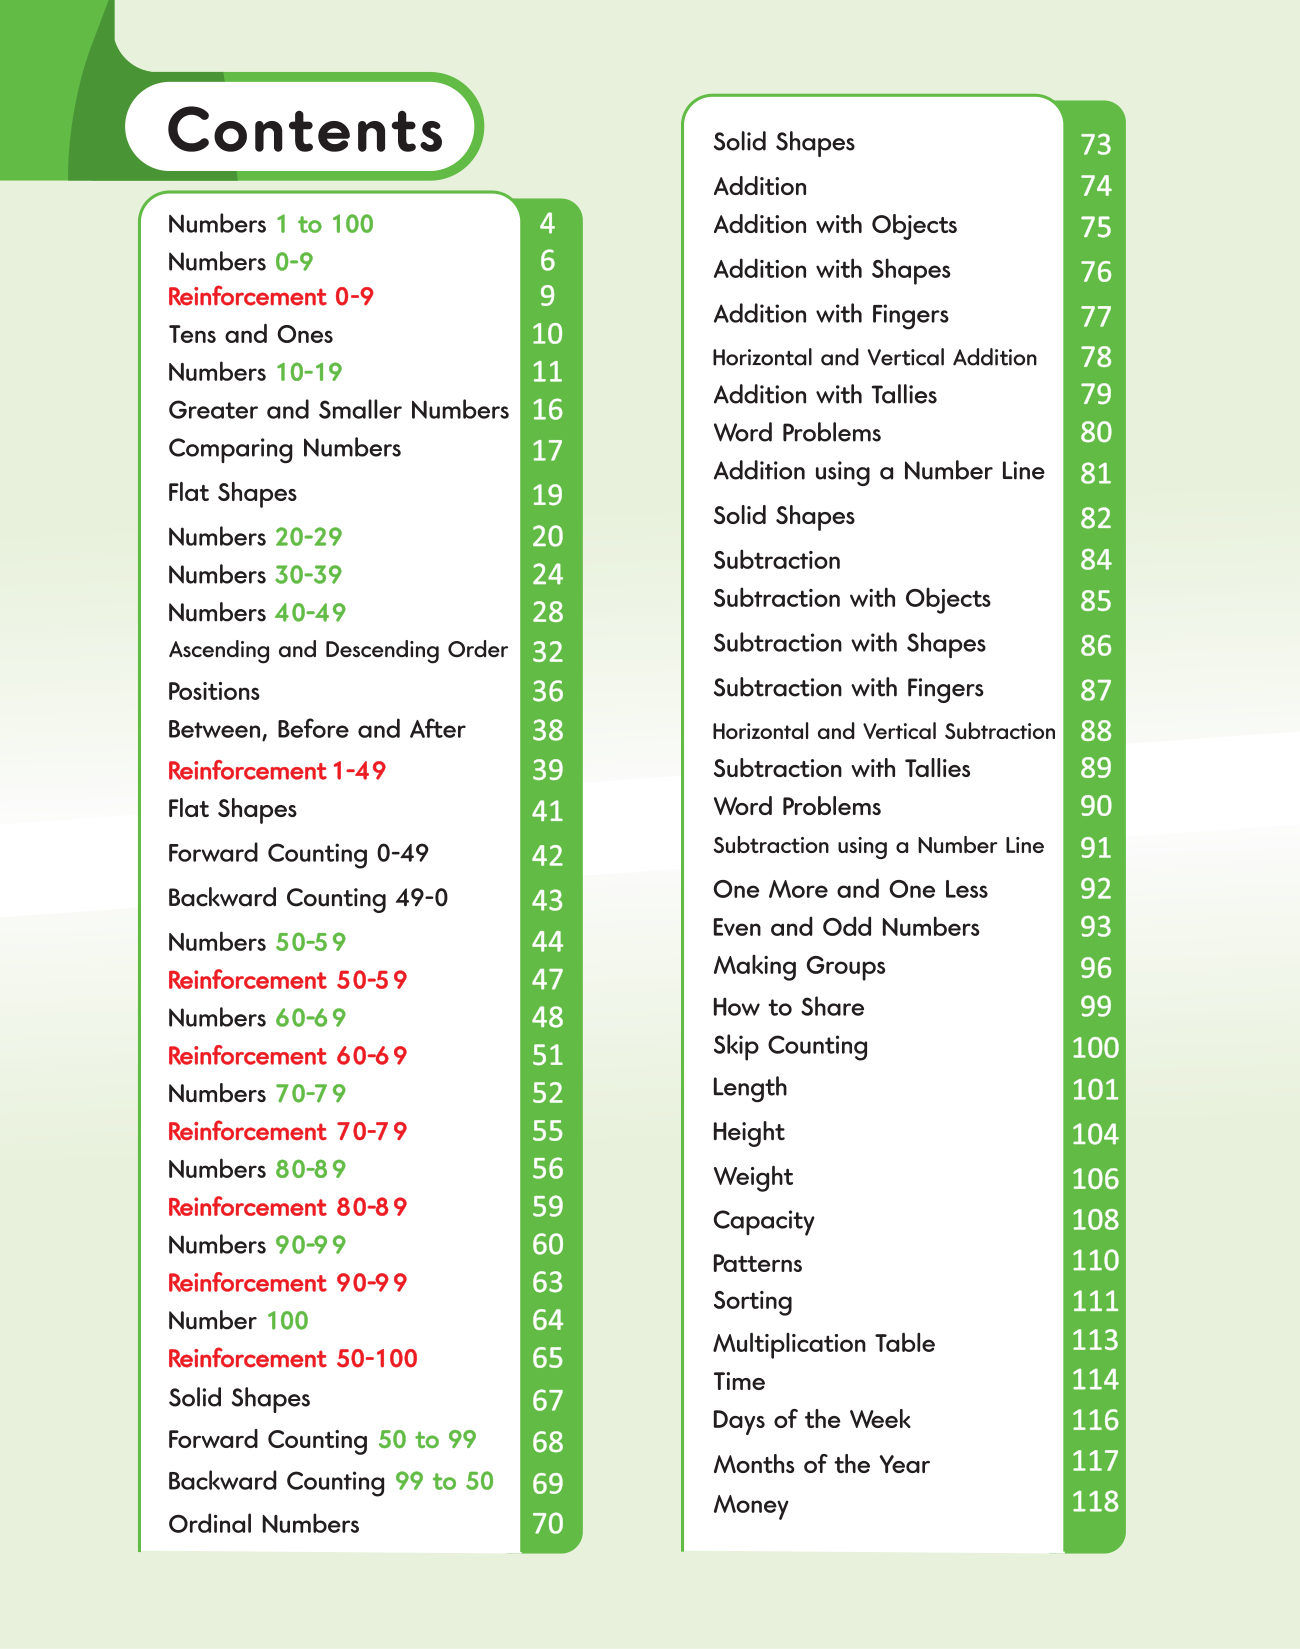 Contents
Numbers 1 to 100 4
Numbers 0-9 6
Reinforcement 0-9 9
Tens and Ones 10
Numbers 10-19 11
Greater and Smaller Numbers 16
Comparing Numbers 17
Flat Shapes 19
Numbers 20-29 20
Numbers 30-39 24
Numbers 40-49 28
Ascending and Descending Order 32
Positions 36
Between, Before and After 38
Reinforcement 1-49 39
Flat Shapes 41
Forward Counting 0-49 42
Backward Counting 49-0 43
Numbers 50-59 44
Reinforcement 50-59 47
Numbers 60-69 48
Reinforcement 60-69 51
Numbers 70-79 52
Reinforcement 70-79 55
Numbers 80-89 56
Reinforcement 80-89 59
Numbers 90-99 60
Reinforcement 90-99 63
Number 100 64
Reinforcement 50-100 65
Solid Shapes 67
Forward Counting 50 to 99 68
Backward Counting 99 to 50 69
Ordinal Numbers 70
Solid Shapes 73
Addition 74
Addition with Objects 75
Addition with Shapes 76
Addition with Fingers 77
Horizontal and Vertical Addition 78
Addition with Tallies 79
Word Problems 80
Addition using a Number Line 81
Solid Shapes 82
Subtraction 84
Subtraction with Objects 85
Subtraction with Shapes 86
Subtraction with Fingers 87
Horizontal and Vertical Subtraction 88
Subtraction with Tallies 89
Word Problems 90
Subtraction using a Number Line 91
One More and One Less 92
Even and Odd Numbers 93
Making Groups 96
How to Share 99
Skip Counting 100
Length 101
Height 104
Weight 106
Capacity 108
Patterns 110
Sorting 111
Multiplication Table 113
Time 114
Days of the Week 116
Months of the Year 117
Money 118